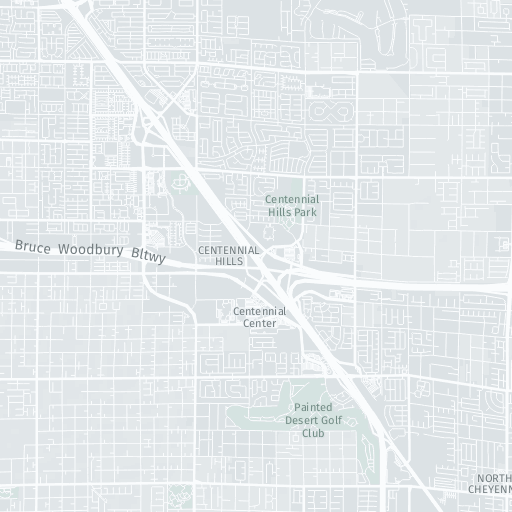 Centennial
Hills Park
Bruce Woodbury Bltwy
CENTENNIAL
HILLS
Centennial
Center
Painted
Desert Golf
Club
NORTH
CHEYENN